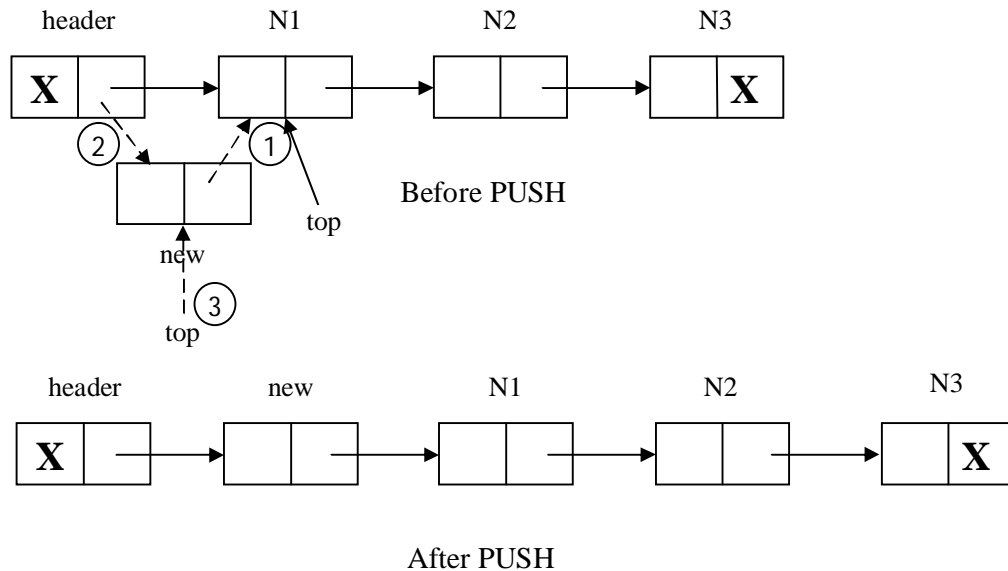 header N1 N2 N3
X X
2 1
Before PUSH
top
new
3
top
header new N1 N2 N3
X X
After PUSH